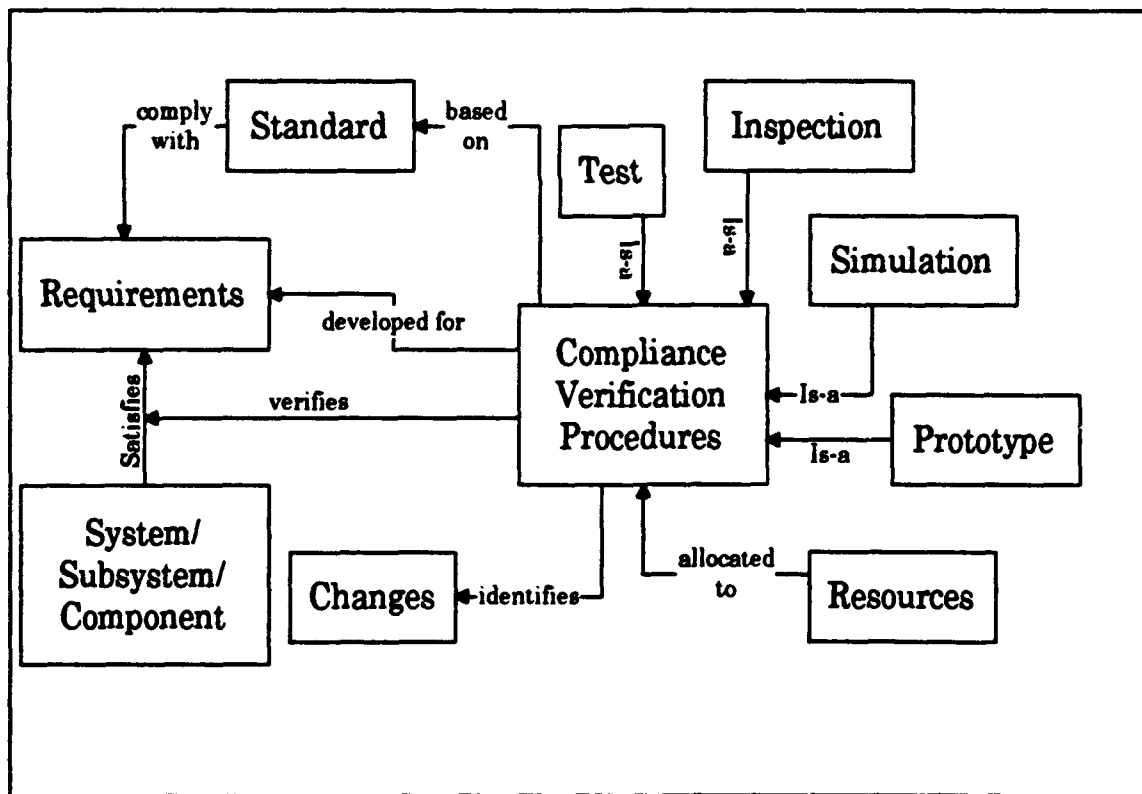 comply
with
Standard
based
on
Test
Inspection
Is-a
Is-a
Simulation
Requirements
developed for
Compliance
Verification
Procedures
Is-a
Is-a
Prototype
verifies
Satisfies
System/
Subsystem/
Component
Changes
identifies
allocated
to
Resources